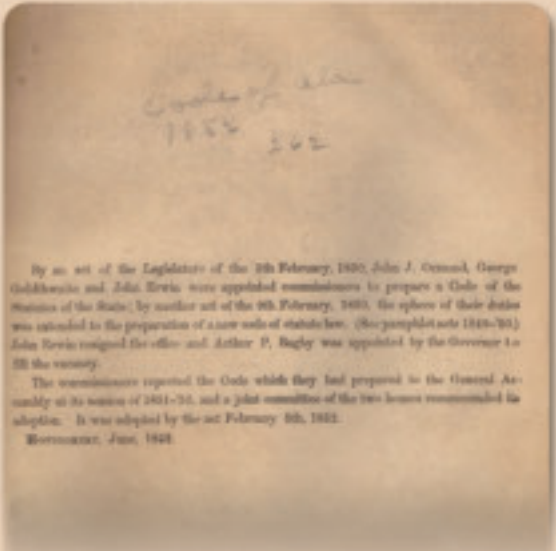 Code of Ala
1852
262
By an act of the Legislature of the 5th February, 1850, John J. Ormond, George
Goldthwaite and John Erwin were appointed commissioners to prepare a Code of the
Statutes of the State; by another act of the February, 1850, the sphere of their duties
was extended to the preparation of a new code of statute law. (See pamphlet acts 1849-'50.)
John Erwin resigned the office and Arthur P. Bagby was appointed by the Governor to
fill the vacancy.
The commissioners reported the Code which they had prepared to the General As-
sembly at its session of 1851-'52, and a joint committee of the two houses recommended its
adoption. It was adopted by the act February 5th, 1852.
Montgomery, June, 1852.